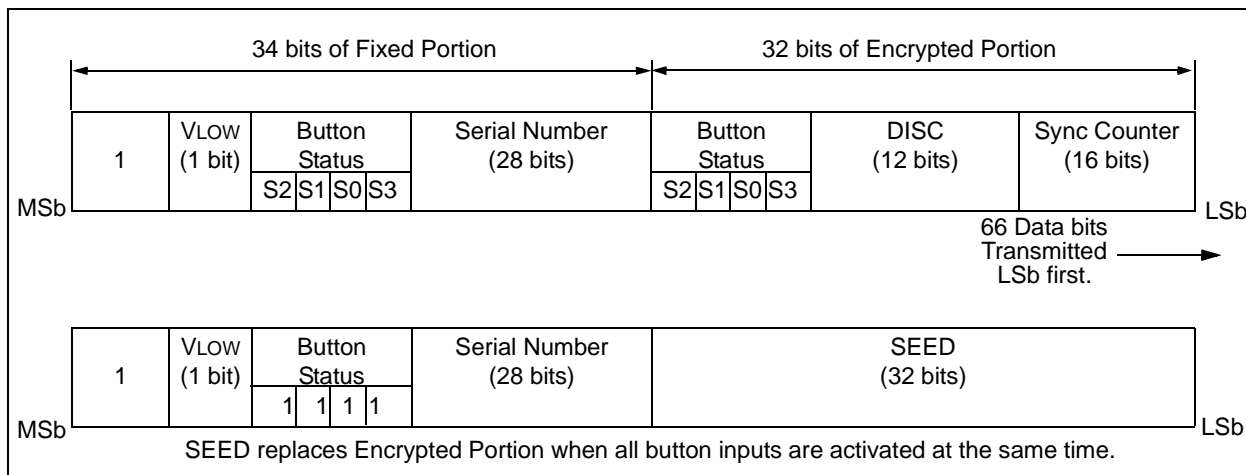 34 bits of Fixed Portion
32 bits of Encrypted Portion
1
VLOW
(1 bit)
Button
Status
S2 S1 S0 S3
Serial Number
(28 bits)
Button
Status
S2 S1 S0 S3
DISC
(12 bits)
Sync Counter
(16 bits)
MSb
LSb
66 Data bits
Transmitted
LSb first.
1
VLOW
(1 bit)
Button
Status
1 1 1 1
Serial Number
(28 bits)
SEED
(32 bits)
MSb
LSb
SEED replaces Encrypted Portion when all button inputs are activated at the same time.